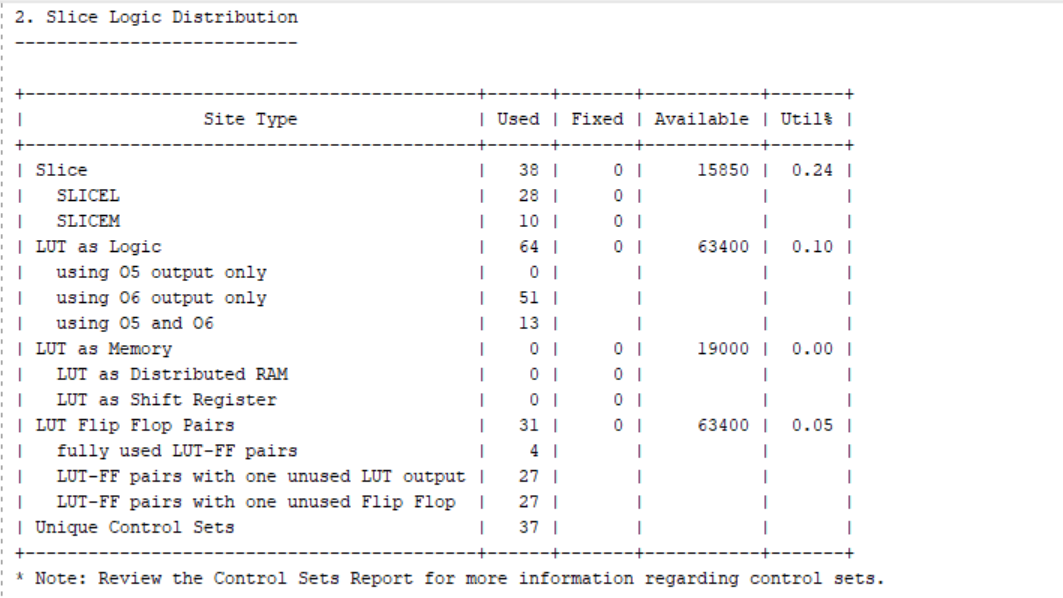 2. Slice Logic Distribution
---------------------------
+-------------------------------------------+------+-------+-----------+-------+
|                 Site Type                 | Used | Fixed | Available | Util% |
+-------------------------------------------+------+-------+-----------+-------+
| Slice                                     |   38 |     0 |     15850 |  0.24 |
|   SLICEL                                  |   28 |     0 |           |       |
|   SLICEM                                  |   10 |     0 |           |       |
| LUT as Logic                              |   64 |     0 |     63400 |  0.10 |
|   using O5 output only                    |    0 |       |           |       |
|   using O6 output only                    |   51 |       |           |       |
|   using O5 and O6                         |   13 |       |           |       |
| LUT as Memory                             |    0 |     0 |     19000 |  0.00 |
|   LUT as Distributed RAM                  |    0 |     0 |           |       |
|   LUT as Shift Register                   |    0 |     0 |           |       |
| LUT Flip Flop Pairs                       |   31 |     0 |     63400 |  0.05 |
|   fully used LUT-FF pairs                 |    4 |       |           |       |
|   LUT-FF pairs with one unused LUT output |   27 |       |           |       |
|   LUT-FF pairs with one unused Flip Flop  |   27 |       |           |       |
| Unique Control Sets                       |   37 |       |           |       |
+-------------------------------------------+------+-------+-----------+-------+
* Note: Review the Control Sets Report for more information regarding control sets.